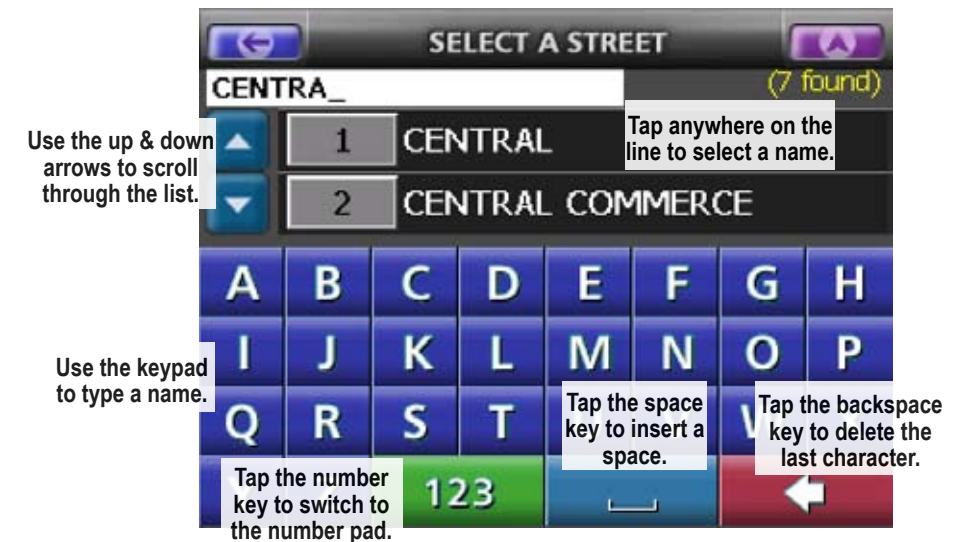 SELECT A STREET
CENTRA_
(7 found)
Use the up & down
arrows to scroll
through the list.
1 CENTRAL
Tap anywhere on the
line to select a name.
2 CENTRAL COMMERCE
A B C D E F G H
I J K L M N O P
Use the keypad
to type a name.
Q R S T
Tap the space
key to insert a
space.
Tap the backspace
key to delete the
last character.
Tap the number
key to switch to
the number pad.
123